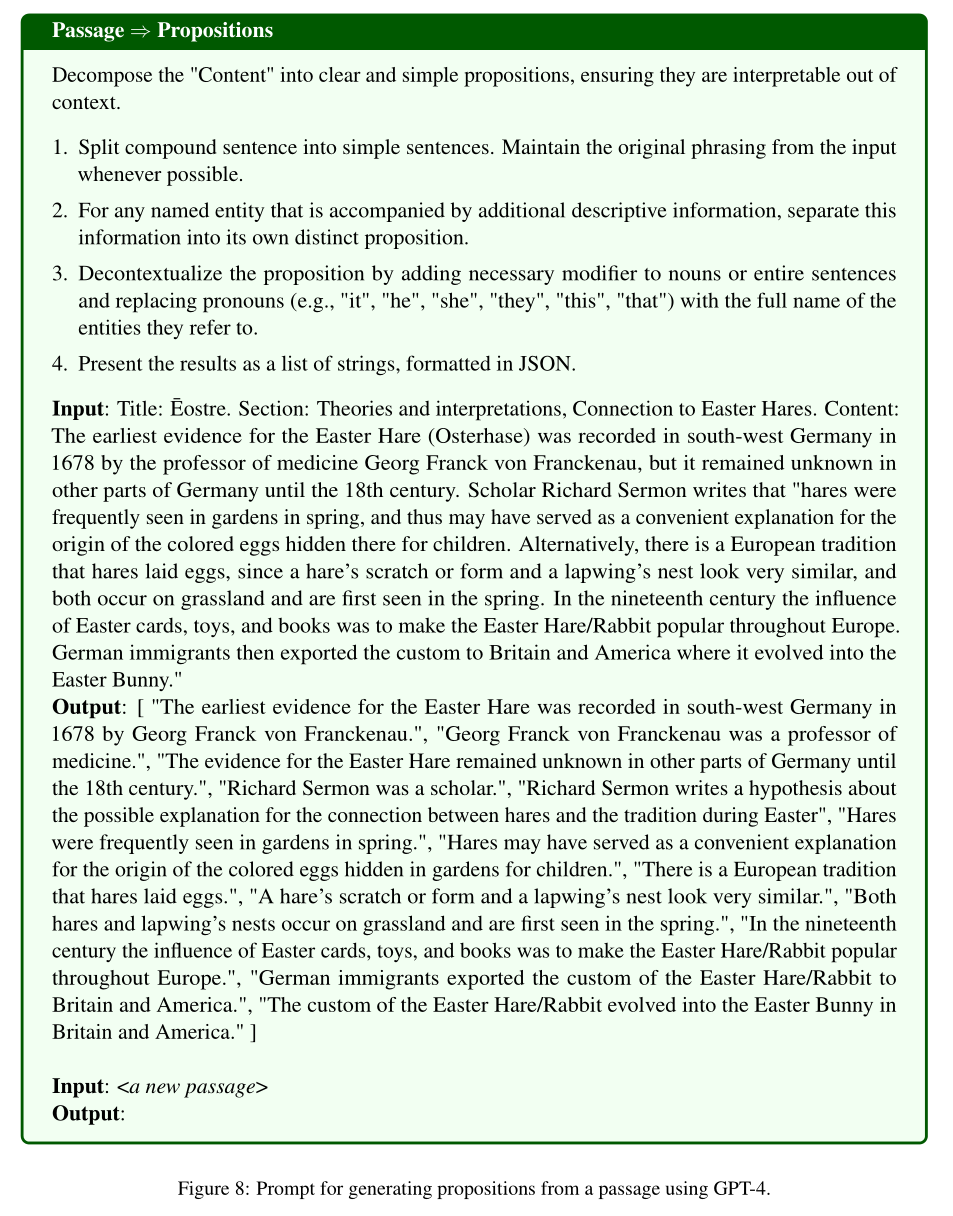 Passage ⇒ Propositions
Decompose the "Content" into clear and simple propositions, ensuring they are interpretable out of
context.
1. Split compound sentence into simple sentences. Maintain the original phrasing from the input
whenever possible.
2. For any named entity that is accompanied by additional descriptive information, separate this
information into its own distinct proposition.
3. Decontextualize the proposition by adding necessary modifier to nouns or entire sentences
and replacing pronouns (e.g., "it", "he", "she", "they", "this", "that") with the full name of the
entities they refer to.
4. Present the results as a list of strings, formatted in JSON.
Input: Title: Ēostre. Section: Theories and interpretations, Connection to Easter Hares. Content:
The earliest evidence for the Easter Hare (Osterhase) was recorded in south-west Germany in
1678 by the professor of medicine Georg Franck von Franckenau, but it remained unknown in
other parts of Germany until the 18th century. Scholar Richard Sermon writes that "hares were
frequently seen in gardens in spring, and thus may have served as a convenient explanation for the
origin of the colored eggs hidden there for children. Alternatively, there is a European tradition
that hares laid eggs, since a hare's scratch or form and a lapwing's nest look very similar, and
both occur on grassland and are first seen in the spring. In the nineteenth century the influence
of Easter cards, toys, and books was to make the Easter Hare/Rabbit popular throughout Europe.
German immigrants then exported the custom to Britain and America where it evolved into the
Easter Bunny."
Output: [ "The earliest evidence for the Easter Hare was recorded in south-west Germany in
1678 by Georg Franck von Franckenau.", "Georg Franck von Franckenau was a professor of
medicine.", "The evidence for the Easter Hare remained unknown in other parts of Germany until
the 18th century.", "Richard Sermon was a scholar.", "Richard Sermon writes a hypothesis about
the possible explanation for the connection between hares and the tradition during Easter", "Hares
were frequently seen in gardens in spring.", "Hares may have served as a convenient explanation
for the origin of the colored eggs hidden in gardens for children.", "There is a European tradition
that hares laid eggs.", "A hare's scratch or form and a lapwing's nest look very similar.", "Both
hares and lapwing's nests occur on grassland and are first seen in the spring.", "In the nineteenth
century the influence of Easter cards, toys, and books was to make the Easter Hare/Rabbit popular
throughout Europe.", "German immigrants exported the custom of the Easter Hare/Rabbit to
Britain and America.", "The custom of the Easter Hare/Rabbit evolved into the Easter Bunny in
Britain and America." ]
Input: <a new passage>
Output:
Figure 8: Prompt for generating propositions from a passage using GPT-4.